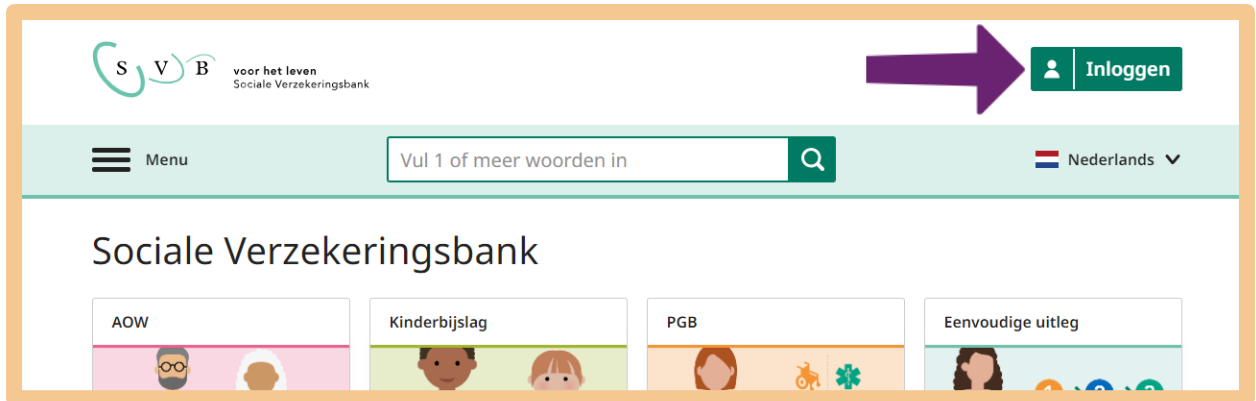 S V B
voor het leven
Sociale Verzekeringsbank
Inloggen
Menu
Vul 1 of meer woorden in
Nederlands
Sociale Verzekeringsbank
AOW
Kinderbijslag
PGB
Eenvoudige uitleg